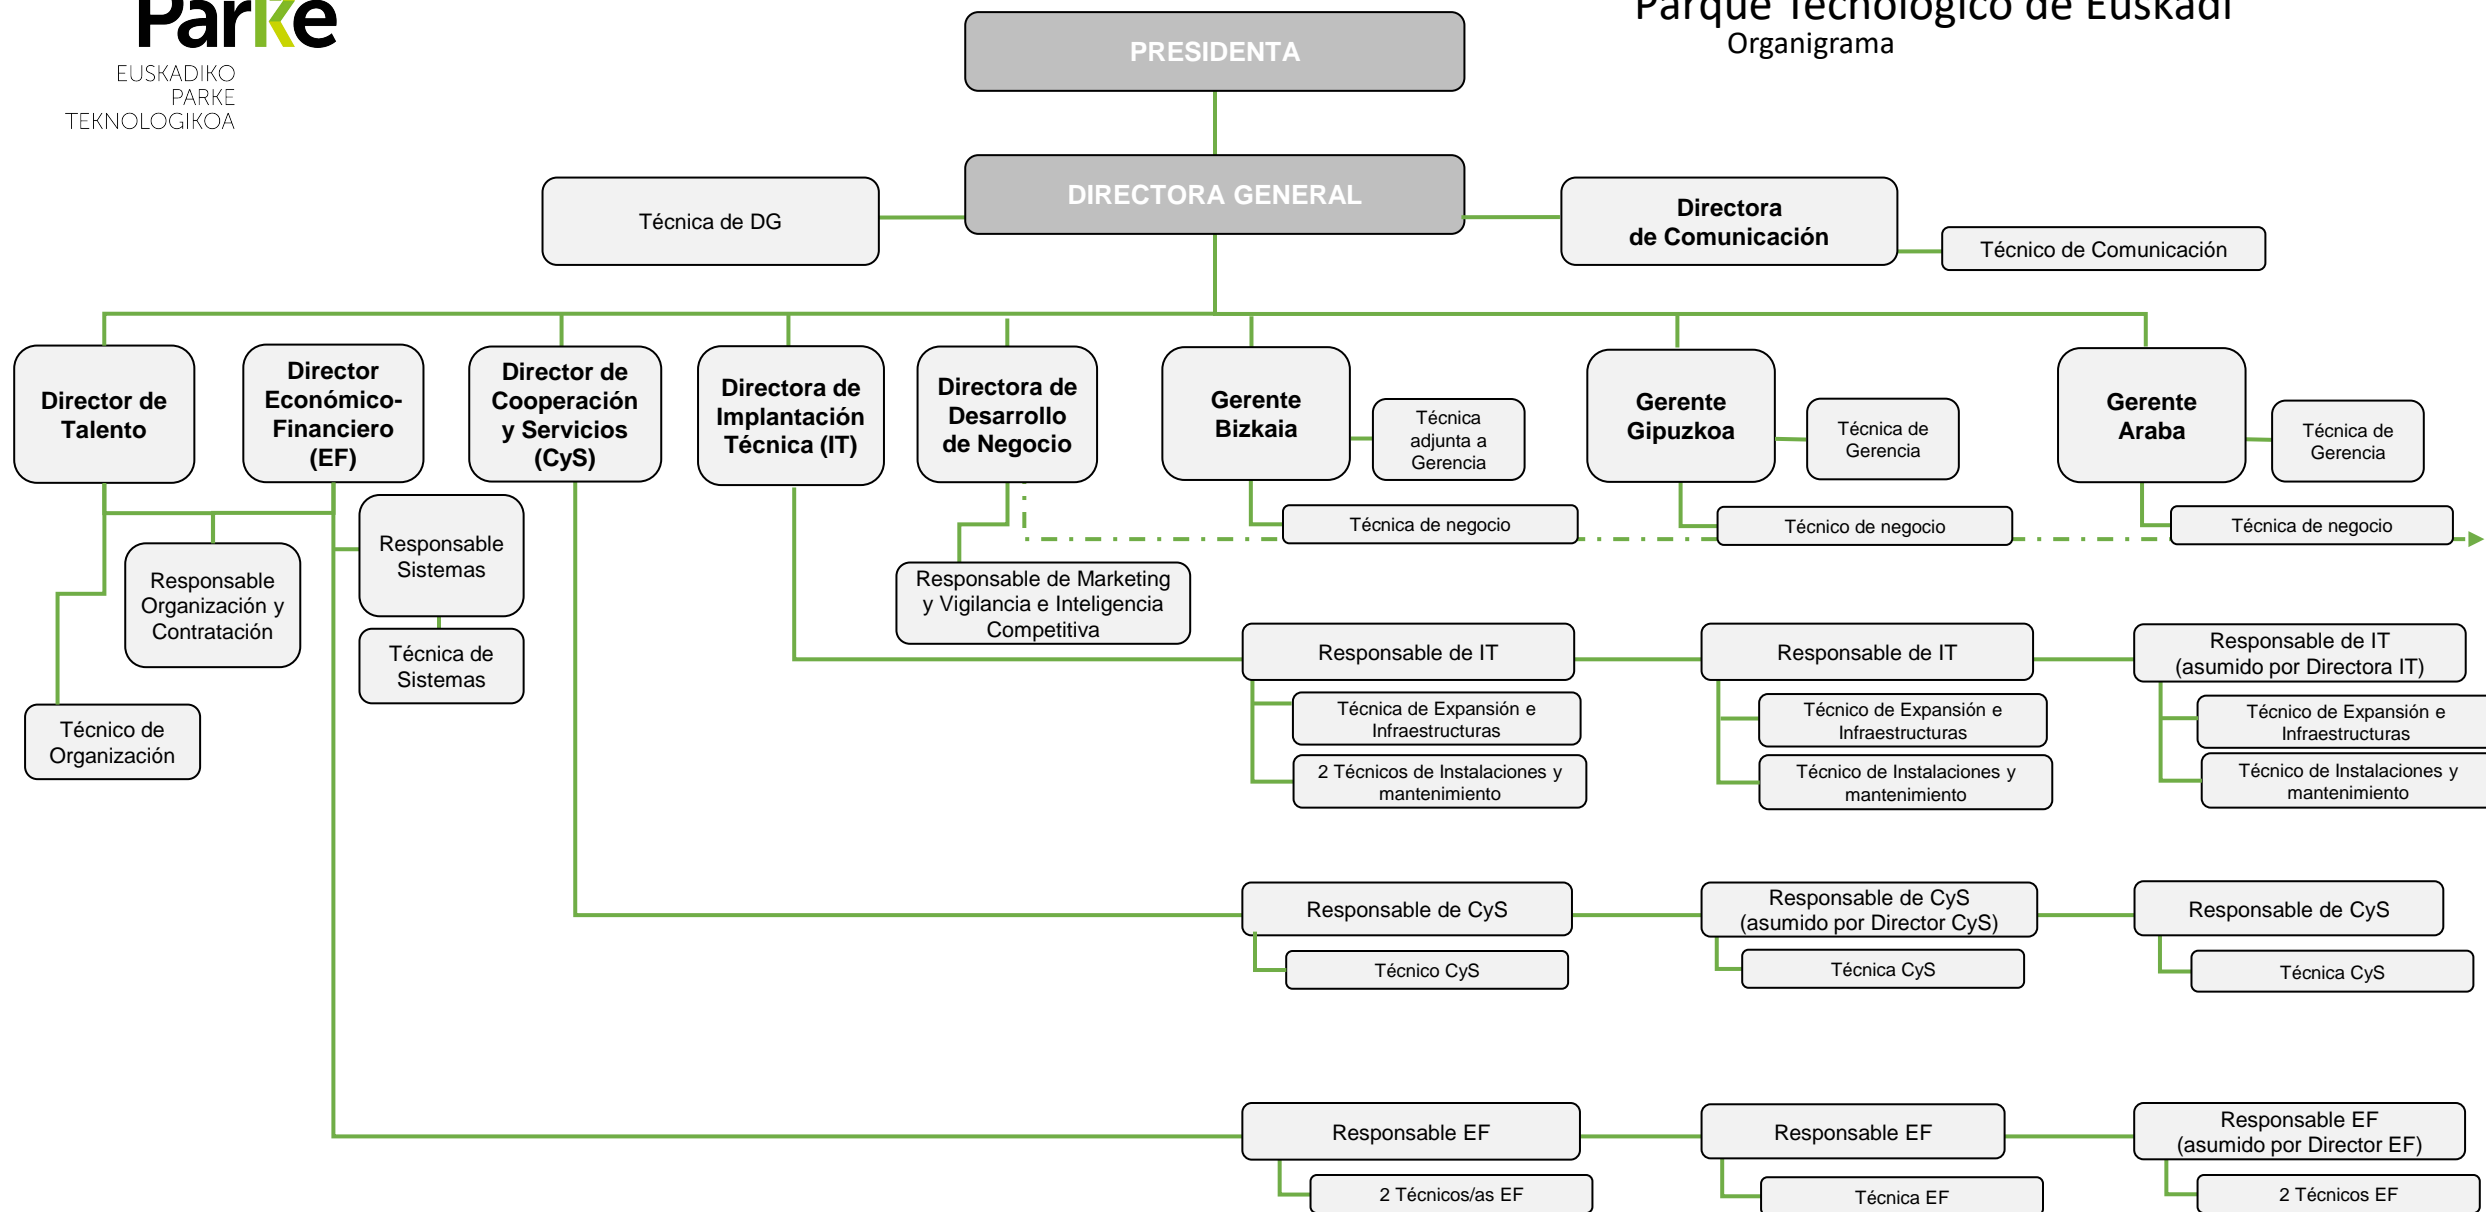 Parke
EUSKADIKO
PARKE
TEKNOLOGIKOA
Parque Tecnológico de Euskadi
Organigrama
PRESIDENTA
DIRECTORA GENERAL
Técnica de DG
Directora
de Comunicación
Técnico de Comunicación
Director de
Talento
Director
Económico-
Financiero
(EF)
Director de
Cooperación
y Servicios
(CyS)
Directora de
Implantación
Técnica (IT)
Directora de
Desarrollo
de Negocio
Gerente
Bizkaia
Técnica
adjunta a
Gerencia
Gerente
Gipuzkoa
Técnica de
Gerencia
Gerente
Araba
Técnica de
Gerencia
Técnica de negocio
Técnico de negocio
Técnica de negocio
Responsable
Sistemas
Responsable
Organización y
Contratación
Técnica de
Sistemas
Técnico de
Organización
Responsable de Marketing
y Vigilancia e Inteligencia
Competitiva
Responsable de IT
Responsable de IT
Responsable de IT
(asumido por Directora IT)
Técnica de Expansión e
Infraestructuras
Técnico de Expansión e
Infraestructuras
Técnico de Expansión e
Infraestructuras
2 Técnicos de Instalaciones y
mantenimiento
Técnico de Instalaciones y
mantenimiento
Técnico de Instalaciones y
mantenimiento
Responsable de CyS
Responsable de CyS
(asumido por Director CyS)
Responsable de CyS
Técnico CyS
Técnica CyS
Técnica CyS
Responsable EF
Responsable EF
Responsable EF
(asumido por Director EF)
2 Técnicos/as EF
Técnica EF
2 Técnicos EF